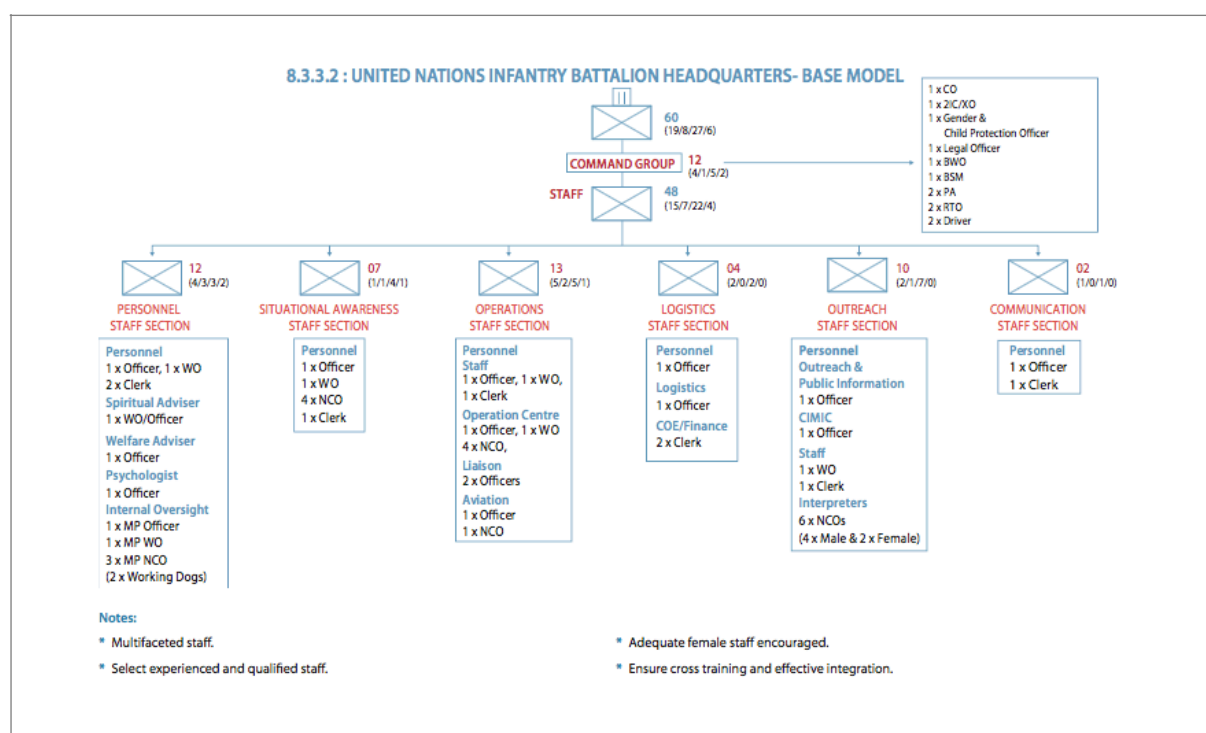 8.3.3.2 : UNITED NATIONS INFANTRY BATTALION HEADQUARTERS- BASE MODEL
60
(19/8/27/6)
COMMAND GROUP
12
(4/1/5/2)
1 x CO
1 x 2IC/XO
1 x Gender &
Child Protection Officer
1 x Legal Officer
1 x BWO
1 x BSM
2 x PA
2 x RTO
2 x Driver
STAFF
48
(15/7/22/4)
12
(4/3/3/2)
PERSONNEL
STAFF SECTION
Personnel
1 x Officer, 1 x WO
2 x Clerk
Spiritual Adviser
1 x WO/Officer
Welfare Adviser
1 x Officer
Psychologist
1 x Officer
Internal Oversight
1 x MP Officer
1 x MP WO
3 x MP NCO
(2 x Working Dogs)
07
(1/1/4/1)
SITUATIONAL AWARENESS
STAFF SECTION
Personnel
1 x Officer
1 x WO
4 x NCO
1 x Clerk
13
(5/2/5/1)
OPERATIONS
STAFF SECTION
Personnel
Staff
1 x Officer, 1 x WO,
1 x Clerk
Operation Centre
1 x Officer, 1 x WO
4 x NCO,
Liaison
2 x Officers
Aviation
1 x Officer
1 x NCO
04
(2/0/2/0)
LOGISTICS
STAFF SECTION
Personnel
1 x Officer
Logistics
1 x Officer
COE/Finance
2 x Clerk
10
(2/1/7/0)
OUTREACH
STAFF SECTION
Personnel
Outreach &
Public Information
1 x Officer
CIMIC
1 x Officer
Staff
1 x WO
1 x Clerk
Interpreters
6 x NCOs
(4 x Male & 2 x Female)
02
(1/0/1/0)
COMMUNICATION
STAFF SECTION
Personnel
1 x Officer
1 x Clerk
Notes:
* Multifaceted staff.
* Select experienced and qualified staff.
* Adequate female staff encouraged.
* Ensure cross training and effective integration.